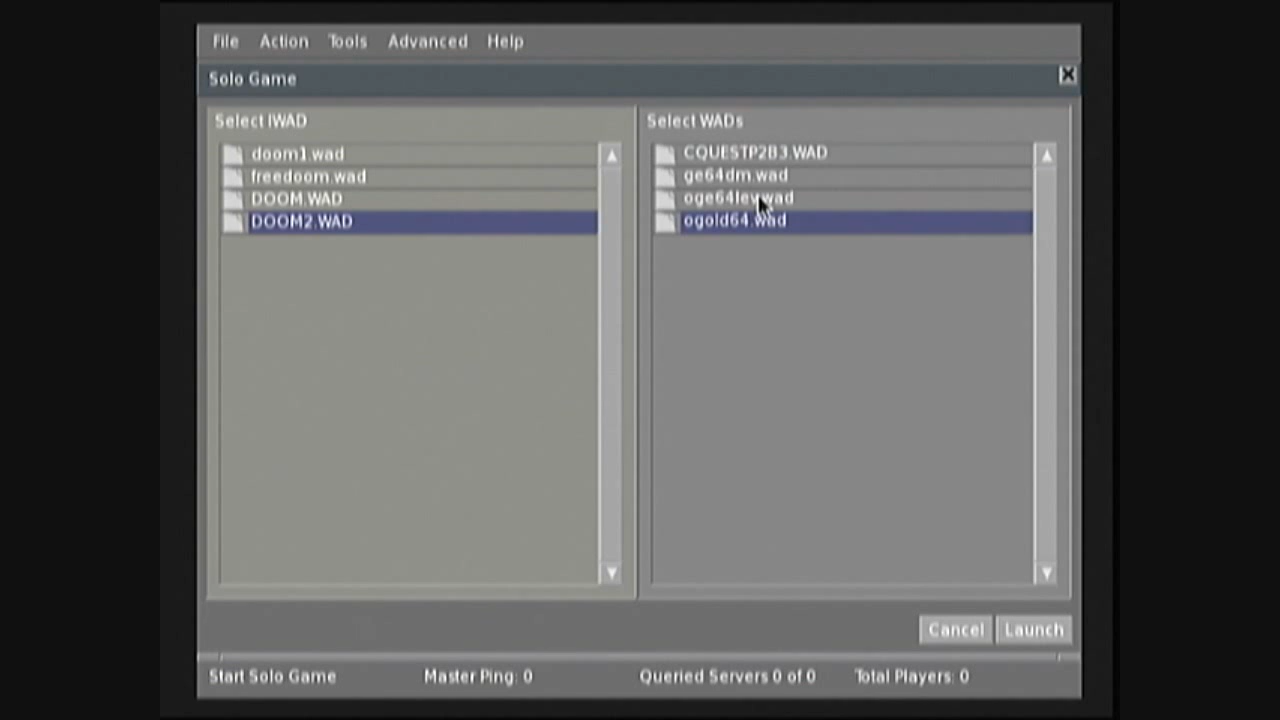 File Action Tools Advanced Help
Solo Game
Select IWAD
doom1.wad
freedoom.wad
DOOM.WAD
DOOM2.WAD
Select WADs
CQUESTP2B3.WAD
ge64dm.wad
oge64lev.wad
ogold64.wad
Cancel Launch
Start Solo Game Master Ping: 0 Queried Servers 0 of 0 Total Players: 0